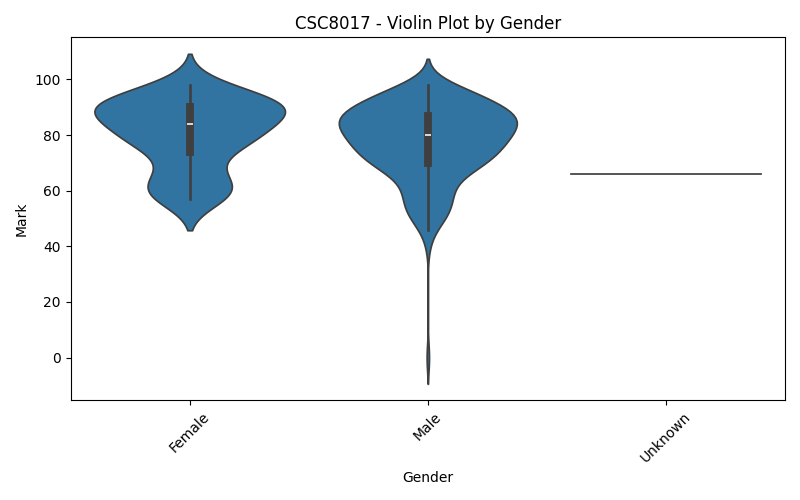 CSC8017 - Violin Plot by Gender
Mark
100
80
60
40
20
0
Female
Male
Unknown
Gender